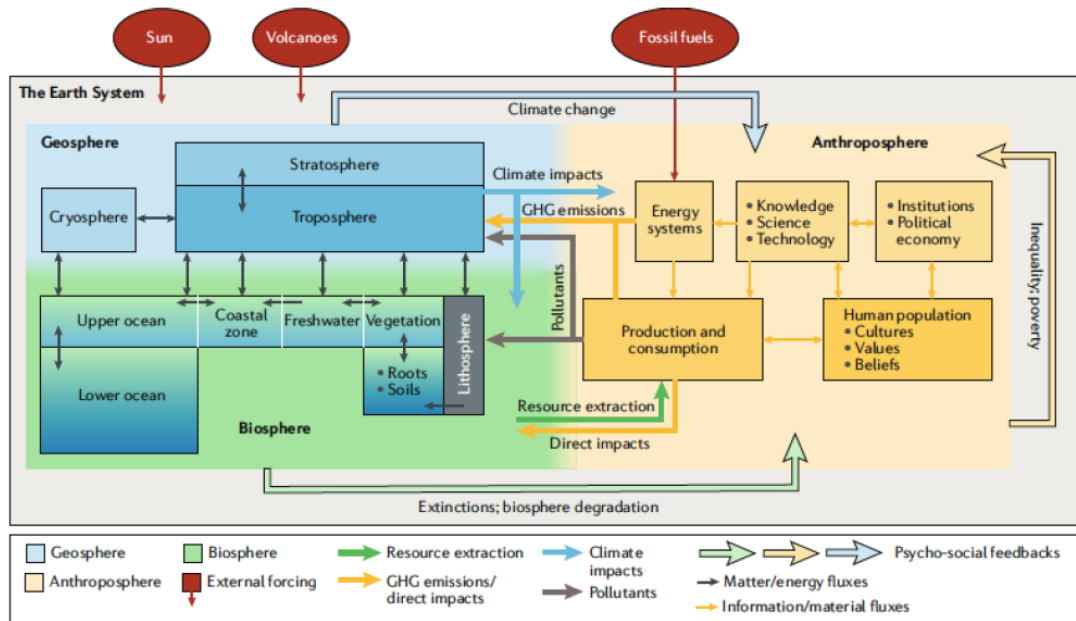 Sun
Volcanoes
Fossil fuels
The Earth System
Climate change
Geosphere
Anthroposphere
Stratosphere
Troposphere
Cryosphere
Climate impacts
GHG emissions
Energy
systems
• Knowledge
• Science
• Technology
• Institutions
• Political
economy
Inequality; poverty
Upper ocean
Coastal
zone
Freshwater
Vegetation
Lithosphere
Pollutants
Production and
consumption
Human population
• Cultures
• Values
• Beliefs
Lower ocean
• Roots
• Soils
Biosphere
Resource extraction
Direct impacts
Extinctions; biosphere degradation
Geosphere
Biosphere
Resource extraction
Climate
impacts
Psycho-social feedbacks
Anthroposphere
External forcing
GHG emissions/
direct impacts
Pollutants
Matter/energy fluxes
Information/material fluxes